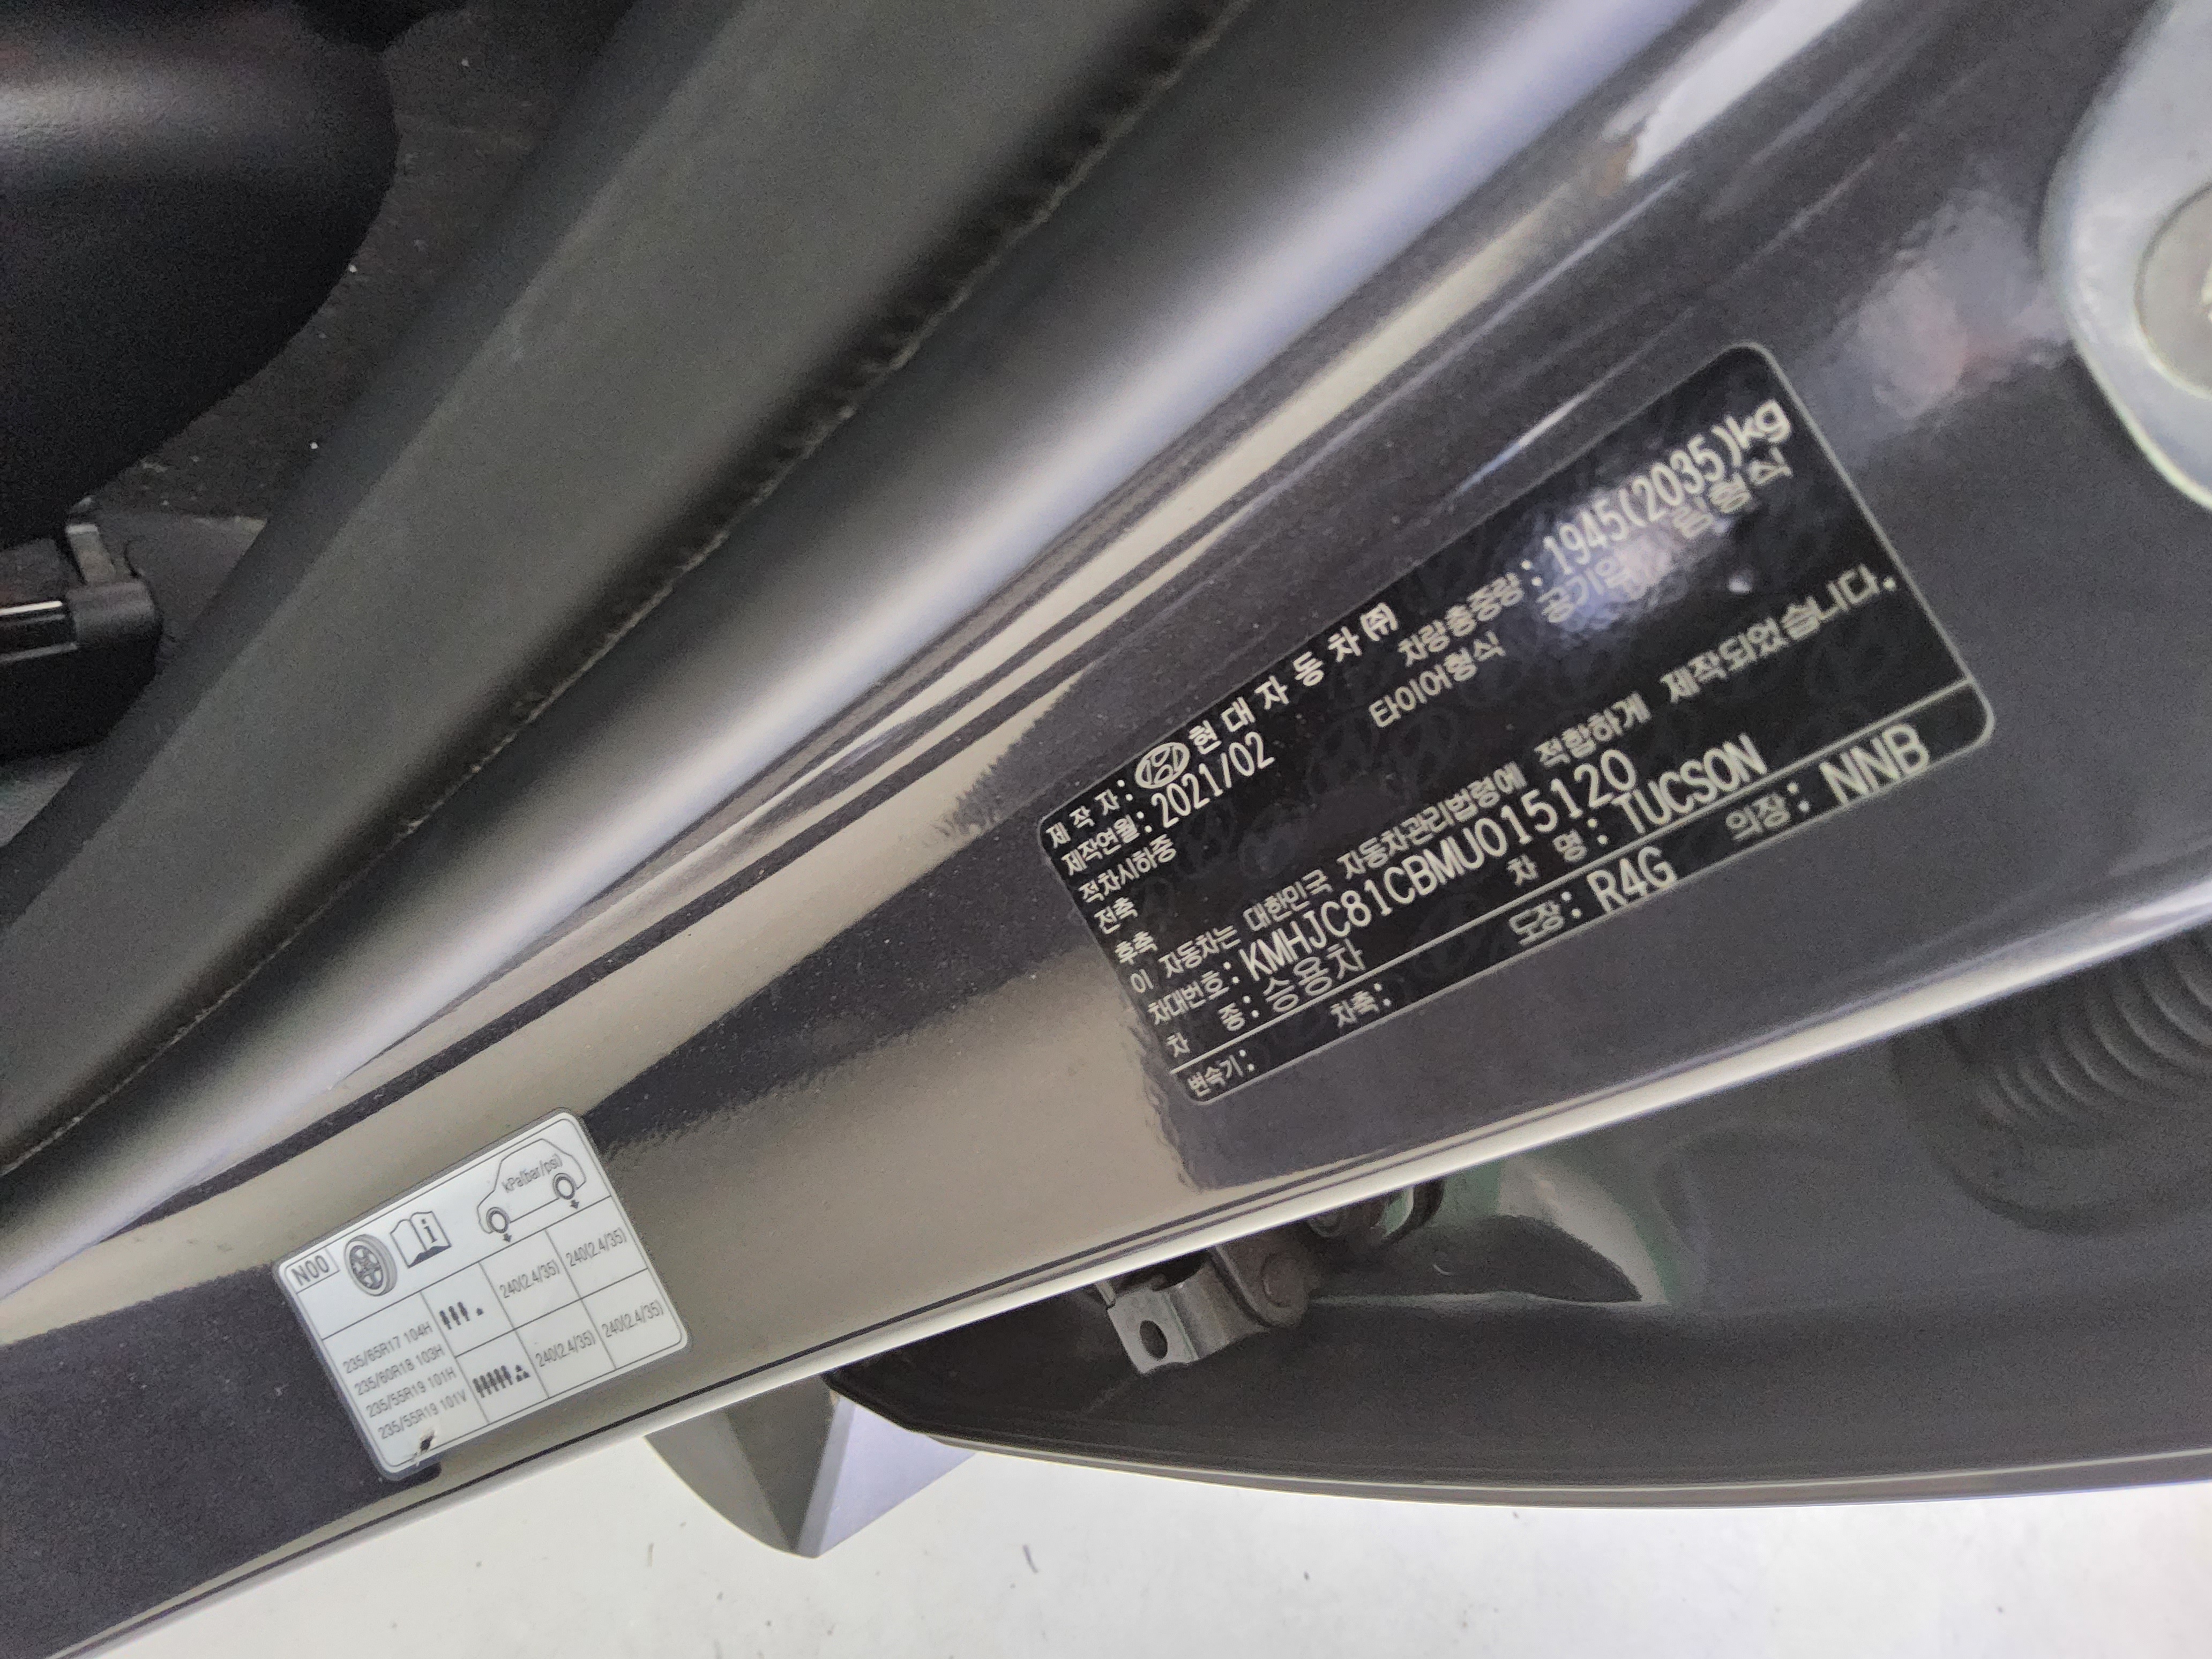 제 작 자: 현 대 자 동 차 ㈜
제작연월: 2021/02 차량총중량: 1945(2035)kg
적차시하중 타이어형식 공기압 림형식
전축
후축
이 자동차는 대한민국 자동차관리법령에 적합하게 제작되었습니다.
차대번호: KMHJC81CBMU015120
차 종: 승용차 차 명: TUCSON
변속기: 차축: 도장: R4G 의장: NNB
N00
kPa(bar/psi)
235/65R17 104H
235/60R18 103H
235/55R19 101H
235/55R19 101V
240(2.4/35) 240(2.4/35)
240(2.4/35) 240(2.4/35)